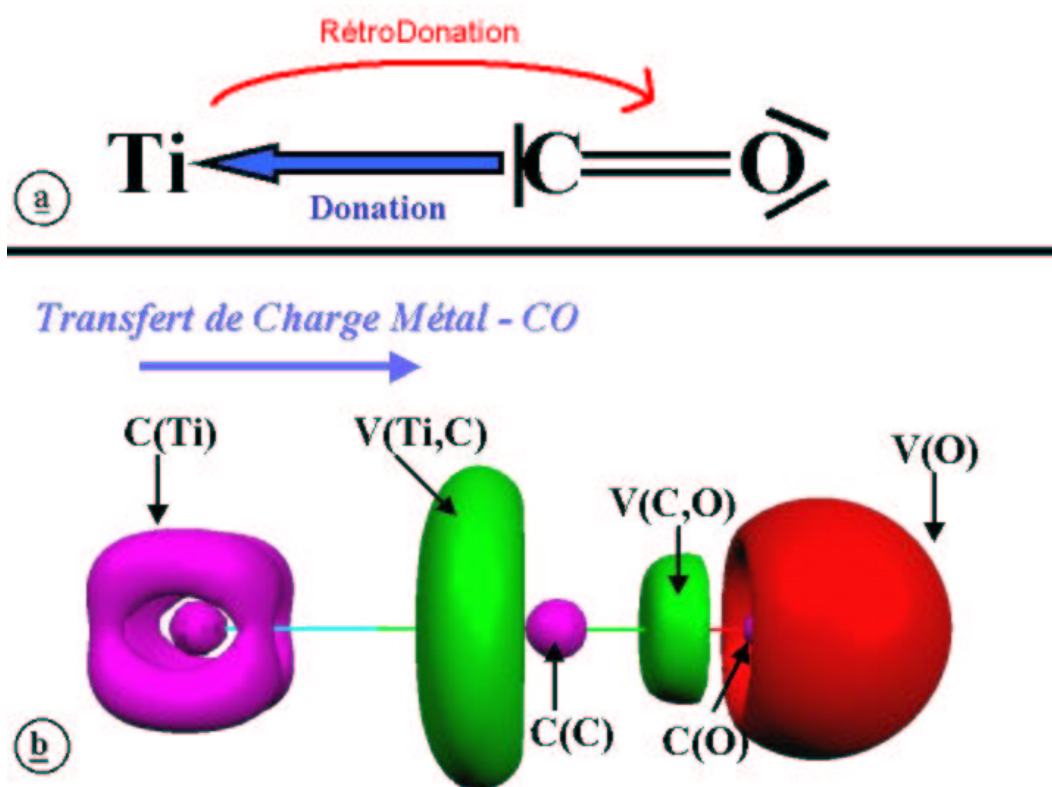 RétroDonation
Ti |C=O
Donation
a
Transfert de Charge Métal - CO
C(Ti)
V(Ti,C)
V(O)
V(C,O)
C(C)
C(O)
b